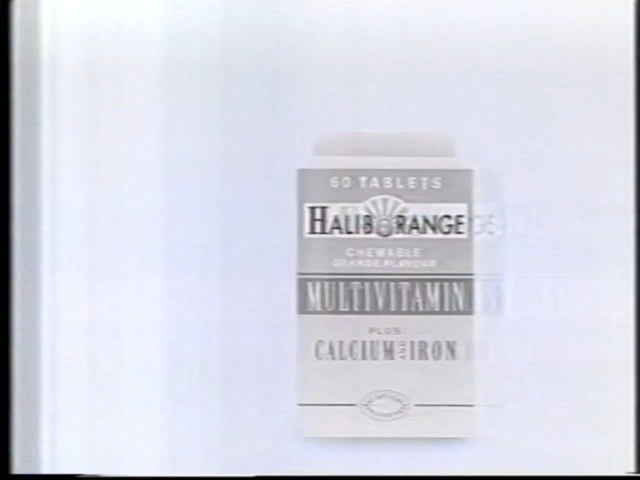 60 TABLETS
HALIBORANGE
CHEWABLE
ORANGE FLAVOUR
MULTIVITAMIN
PLUS
CALCIUM AND IRON